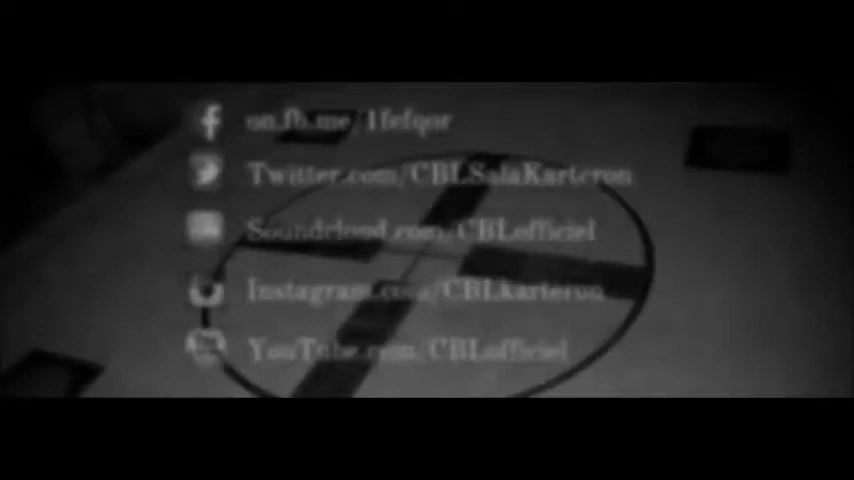 on.fb.me/1fefqor
Twitter.com/CBLSalaKarteron
Soundcloud.com/CBLofficiel
Instagram.com/CBLkarteron
YouTube.com/CBLofficiel